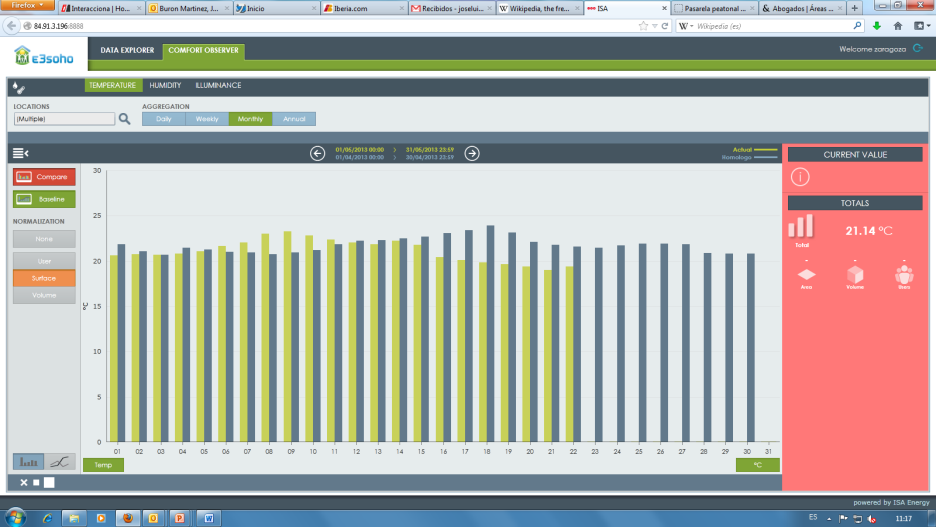 Firefox
Interacciona | Ho...
Buron Martinez, J...
Inicio
Iberia.com
Recibidos - joselui...
Wikipedia, the fre...
ISA
Pasarela peatonal ...
Abogados | Áreas ...
84.91.3.196:8888
Wikipedia (es)
e3soho
DATA EXPLORER
COMFORT OBSERVER
Welcome zaragoza
TEMPERATURE
HUMIDITY
ILLUMINANCE
LOCATIONS
AGGREGATION
(Multiple)
Daily
Weekly
Monthly
Annual
01/05/2013 00:00 > 31/05/2013 23:59
01/04/2013 00:00 > 30/04/2013 23:59
Actual
Homologo
CURRENT VALUE
Compare
Baseline
NORMALIZATION
None
User
Surface
Volume
30
25
20
15
10
5
0
°C
01 02 03 04 05 06 07 08 09 10 11 12 13 14 15 16 17 18 19 20 21 22 23 24 25 26 27 28 29 30 31
Temp
°C
TOTALS
21.14 °C
Total
- - -
Area
Volume
Users
powered by ISA Energy
ES
11:17